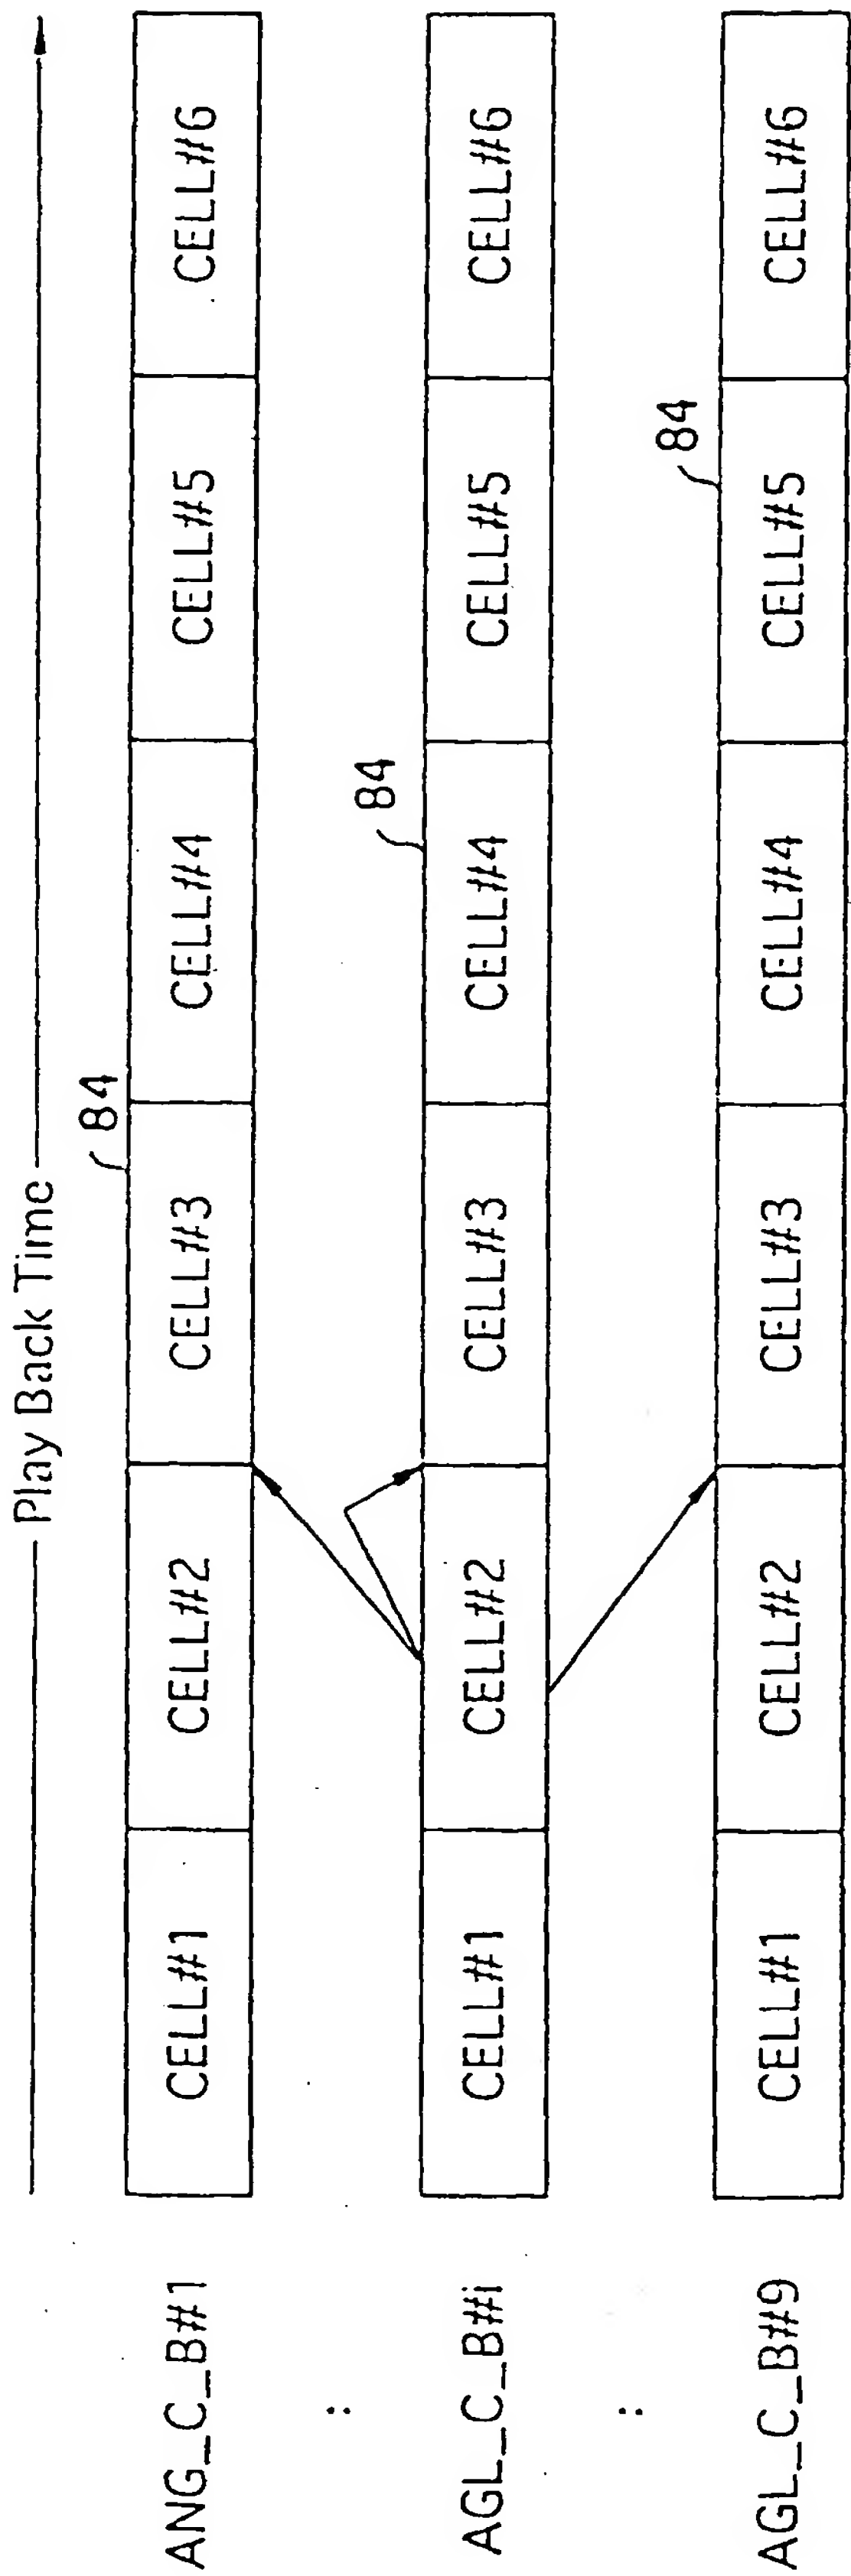 Play Back Time
84
ANG_C_B#1 CELL#1 CELL#2 CELL#3 CELL#4 CELL#5 CELL#6
:
84
AGL_C_B#i CELL#1 CELL#2 CELL#3 CELL#4 CELL#5 CELL#6
:
84
AGL_C_B#9 CELL#1 CELL#2 CELL#3 CELL#4 CELL#5 CELL#6